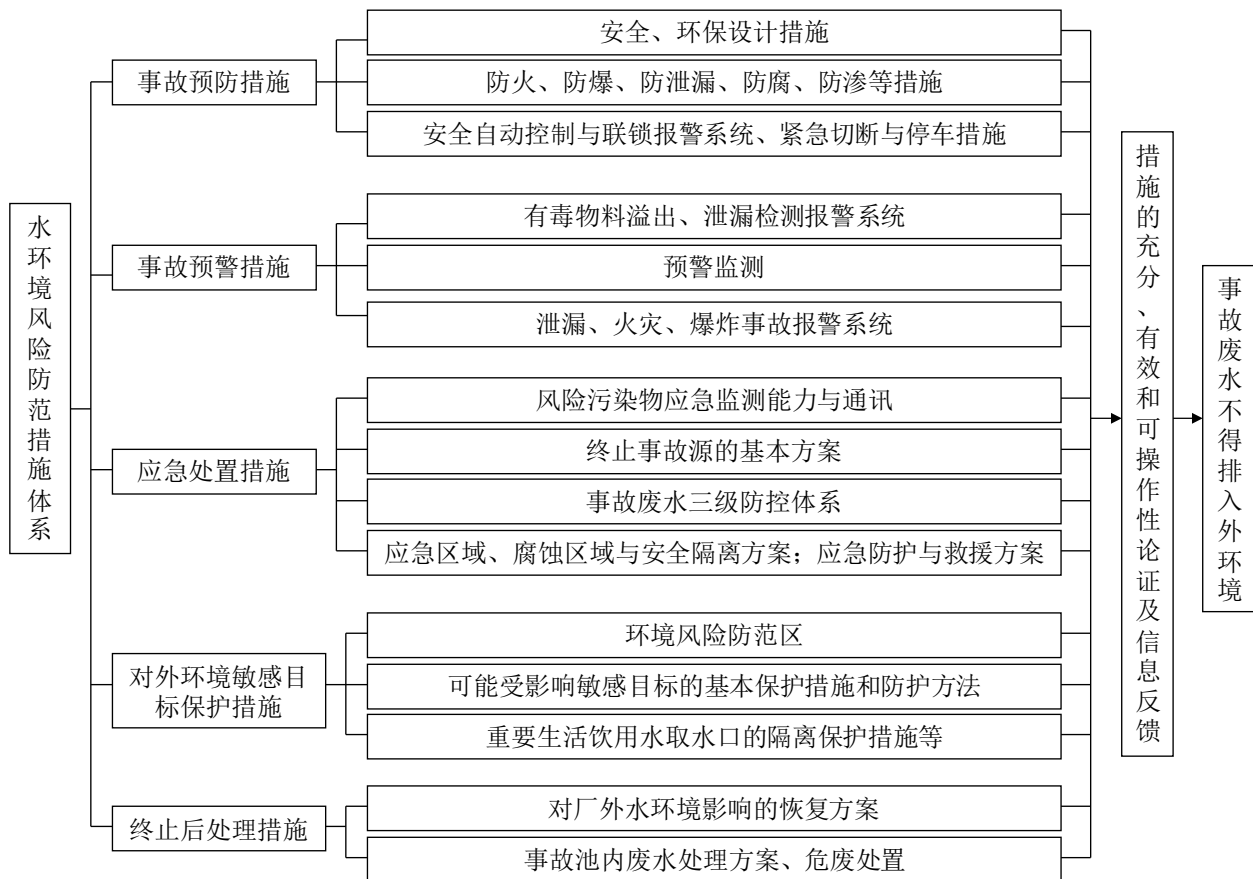 水环境风险防范措施体系
事故预防措施
安全、环保设计措施
防火、防爆、防泄漏、防腐、防渗等措施
安全自动控制与联锁报警系统、紧急切断与停车措施
事故预警措施
有毒物料溢出、泄漏检测报警系统
预警监测
泄漏、火灾、爆炸事故报警系统
应急处置措施
风险污染物应急监测能力与通讯
终止事故源的基本方案
事故废水三级防控体系
应急区域、腐蚀区域与安全隔离方案；应急防护与救援方案
对外环境敏感目
标保护措施
环境风险防范区
可能受影响敏感目标的基本保护措施和防护方法
重要生活饮用水取水口的隔离保护措施等
终止后处理措施
对厂外水环境影响的恢复方案
事故池内废水处理方案、危废处置
措施的充分、有效和可操作性论证及信息反馈
事故废水不得排入外环境